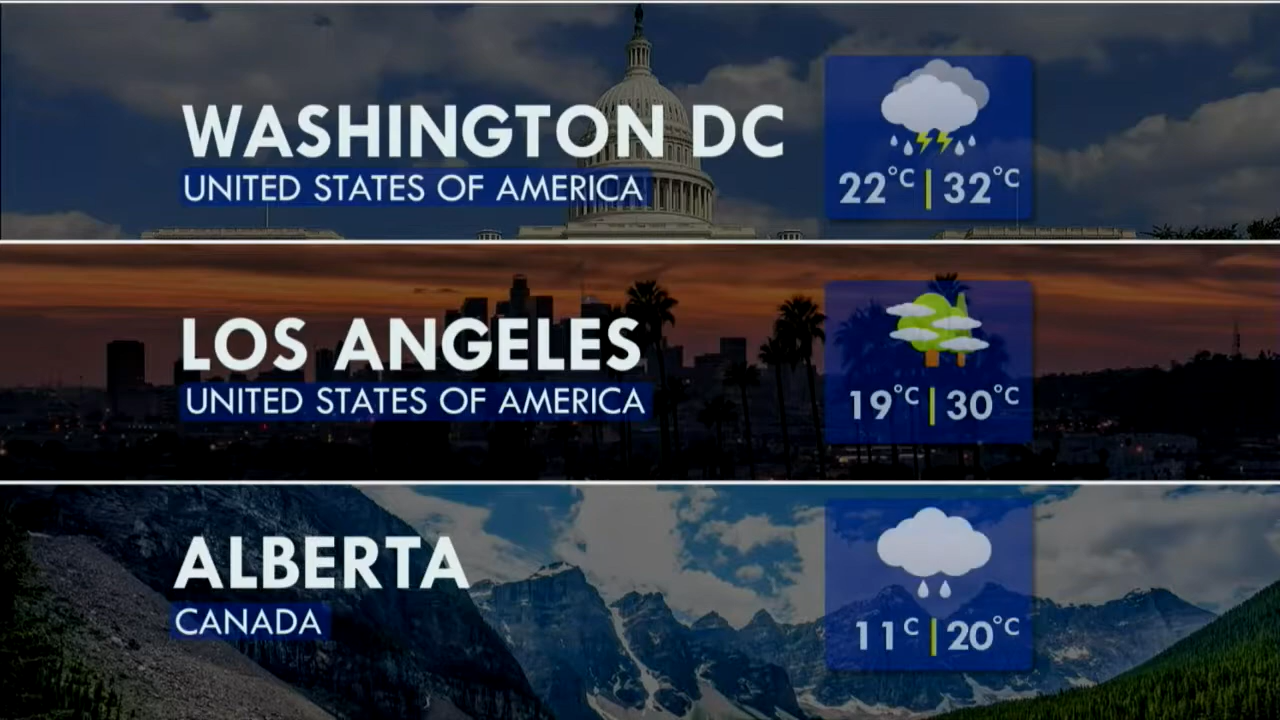 WASHINGTON DC
UNITED STATES OF AMERICA
22°C | 32°C
LOS ANGELES
UNITED STATES OF AMERICA
19°C | 30°C
ALBERTA
CANADA
11C | 20°C